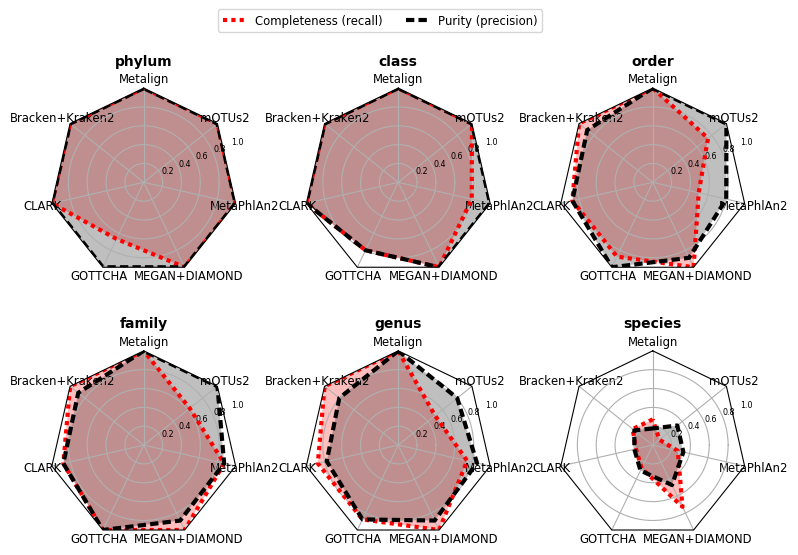 Completeness (recall) Purity (precision)
phylum
Metalign
Bracken+Kraken2
mOTUs2
1.0
0.8
0.6
0.4
0.2
CLARK
MetaPhlAn2
GOTTCHA
MEGAN+DIAMOND
class
Metalign
Bracken+Kraken2
mOTUs2
1.0
0.8
0.6
0.4
0.2
CLARK
MetaPhlAn2
GOTTCHA
MEGAN+DIAMOND
order
Metalign
Bracken+Kraken2
mOTUs2
1.0
0.8
0.6
0.4
0.2
CLARK
MetaPhlAn2
GOTTCHA
MEGAN+DIAMOND
family
Metalign
Bracken+Kraken2
mOTUs2
1.0
0.8
0.6
0.4
0.2
CLARK
MetaPhlAn2
GOTTCHA
MEGAN+DIAMOND
genus
Metalign
Bracken+Kraken2
mOTUs2
1.0
0.8
0.6
0.4
0.2
CLARK
MetaPhlAn2
GOTTCHA
MEGAN+DIAMOND
species
Metalign
Bracken+Kraken2
mOTUs2
1.0
0.8
0.6
0.4
0.2
CLARK
MetaPhlAn2
GOTTCHA
MEGAN+DIAMOND